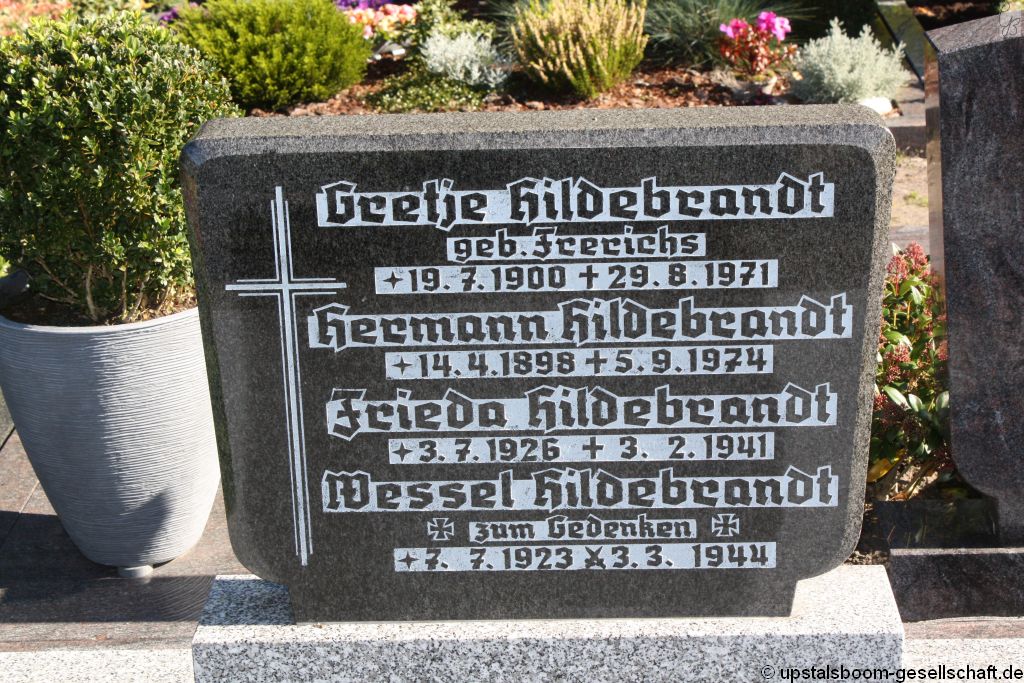 Gretje Hildebrandt
geb. Frerichs
✦ 19. 7. 1900 ✝ 29. 8. 1971
Hermann Hildebrandt
✦ 14. 4. 1898 ✝ 5. 9. 1974
Frieda Hildebrandt
✦ 3. 7. 1926 ✝ 3. 2. 1941
Wessel Hildebrandt
✠ zum Gedenken ✠
✦ 7. 7. 1923 ⚔ 3. 3. 1944
© upstalsboom-gesellschaft.de